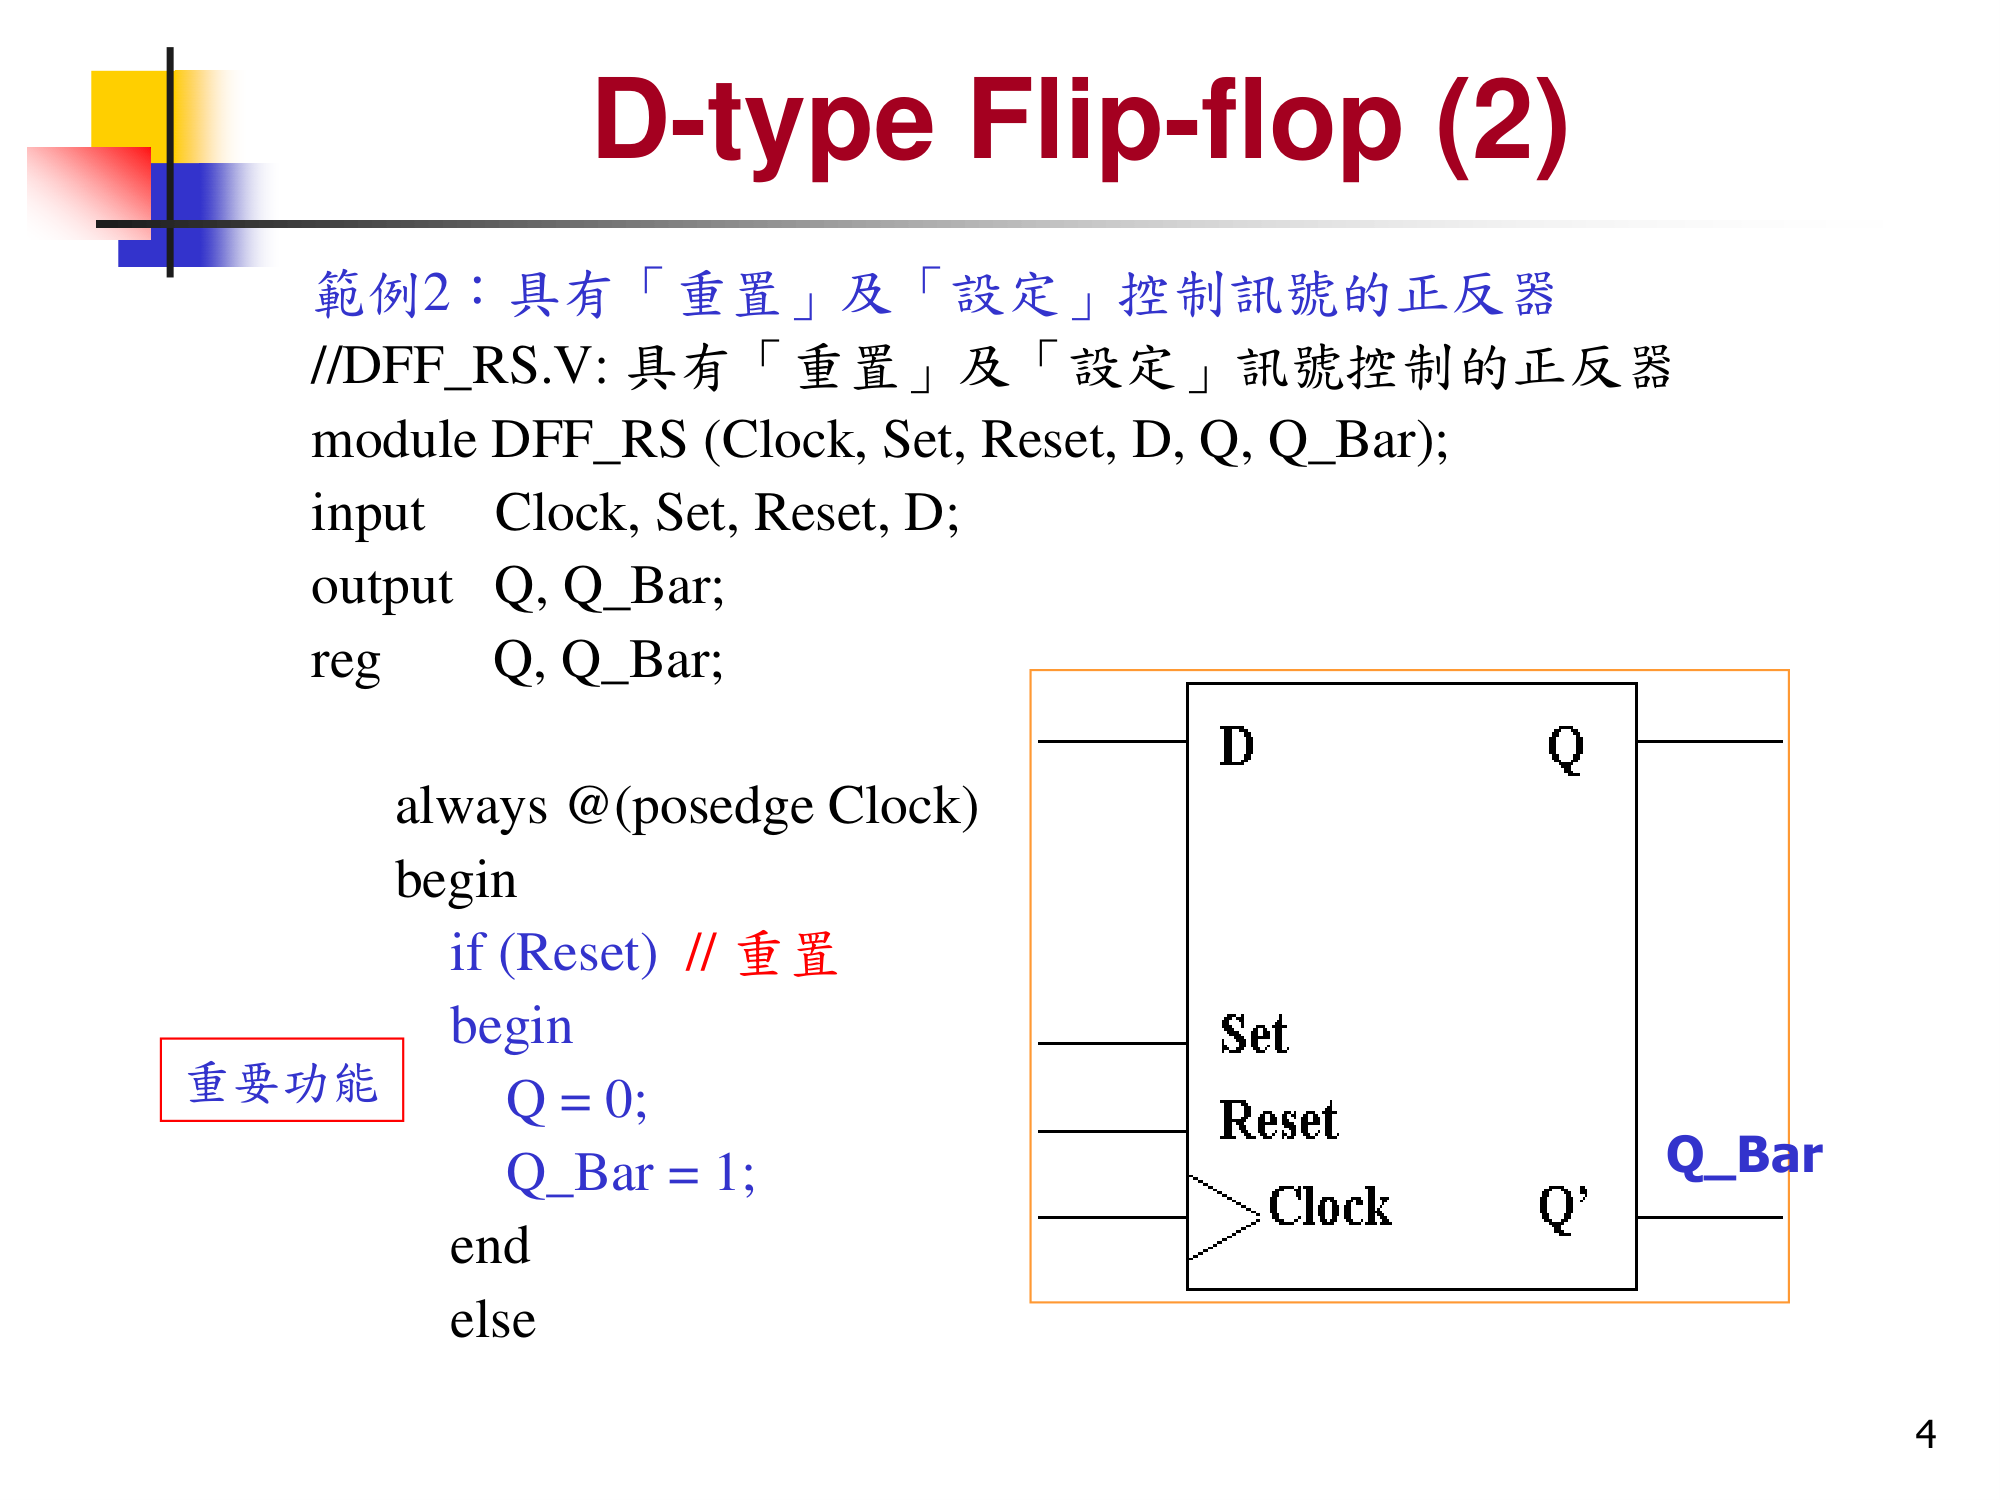 D-type Flip-flop (2)
範例2：具有「重置」及「設定」控制訊號的正反器
//DFF_RS.V: 具有「重置」及「設定」訊號控制的正反器
module DFF_RS (Clock, Set, Reset, D, Q, Q_Bar);
input Clock, Set, Reset, D;
output Q, Q_Bar;
reg Q, Q_Bar;
always @(posedge Clock)
begin
if (Reset) // 重置
begin
Q = 0;
Q_Bar = 1;
end
else
重要功能
D Q
Set
Reset
Clock Q’
Q_Bar
4